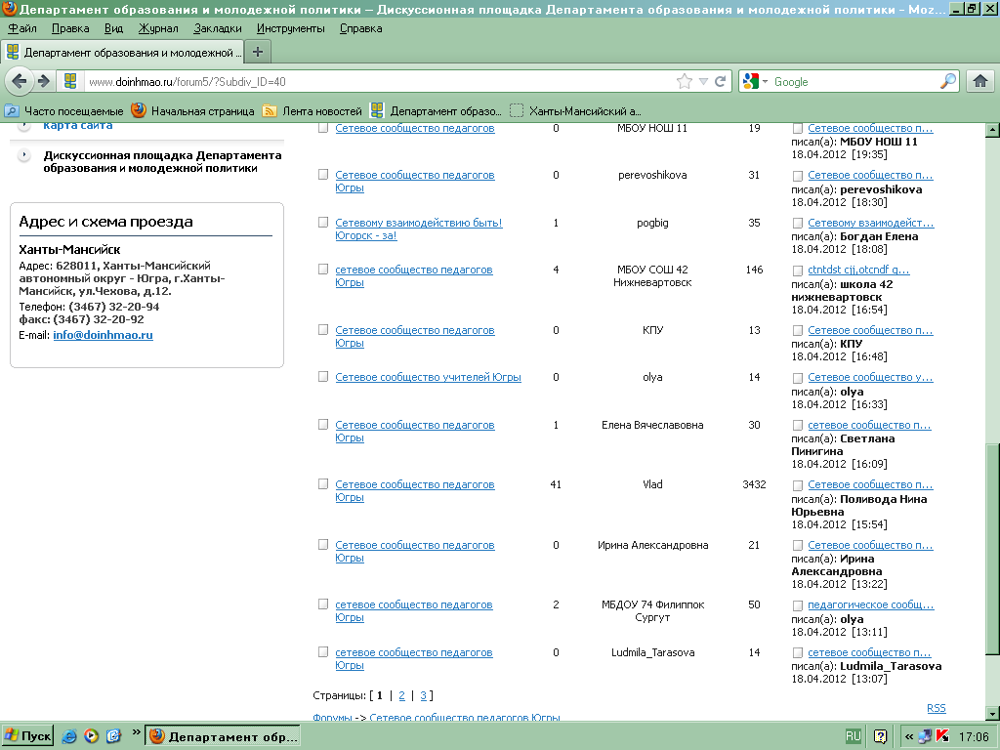 Департамент образования и молодежной политики — Дискуссионная площадка Департамента образования и молодежной политики - Moz...
Файл Правка Вид Журнал Закладки Инструменты Справка
Департамент образования и молодежной ...
www.doinhmao.ru/forum5/?Subdiv_ID=40
Google
Часто посещаемые Начальная страница Лента новостей Департамент образо... Ханты-Мансийский а...
Карта сайта
Дискуссионная площадка Департамента
образования и молодежной политики
Адрес и схема проезда
Ханты-Мансийск
Адрес: 628011, Ханты-Мансийский
автономный округ - Югра, г.Ханты-
Мансийск, ул.Чехова, д.12.
Телефон: (3467) 32-20-94
факс: (3467) 32-20-92
E-mail: info@doinhmao.ru
Сетевое сообщество педагогов 0 МБОУ НОШ 11 19 Сетевое сообщество п...
писал(а): МБОУ НОШ 11
18.04.2012 [19:35]
Сетевое сообщество педагогов 0 perevoshikova 31 Сетевое сообщество п...
Югры писал(а): perevoshikova
18.04.2012 [18:30]
Сетевому взаимодействию быть! 1 pogbig 35 Сетевому взаимодейст...
Югорск - за! писал(а): Богдан Елена
18.04.2012 [18:08]
сетевое сообщество педагогов 4 МБОУ СОШ 42 146 ctntdst cjj,otcndf g...
Югры Нижневартовск писал(а): школа 42
нижневартовск
18.04.2012 [16:54]
Сетевое сообщество педагогов 0 КПУ 13 Сетевое сообщество п...
Югры писал(а): КПУ
18.04.2012 [16:48]
Сетевое сообщество учителей Югры 0 olya 14 Сетевое сообщество у...
писал(а): olya
18.04.2012 [16:33]
Сетевое сообщество педагогов 1 Елена Вячеславовна 30 сетевое сообщество п...
Югры писал(а): Светлана
Пинигина
18.04.2012 [16:09]
Сетевое сообщество педагогов 41 Vlad 3432 Сетевое сообщество п...
Югры писал(а): Поливода Нина
Юрьевна
18.04.2012 [15:54]
Сетевое сообщество педагогов 0 Ирина Александровна 21 Сетевое сообщество п...
Югры писал(а): Ирина
Александровна
18.04.2012 [13:22]
сетевое сообщество педагогов 2 МБДОУ 74 Филиппок 50 педагогическое сообщ...
Югры Сургут писал(а): olya
18.04.2012 [13:11]
сетевое сообщество педагогов 0 Ludmila_Tarasova 14 сетевое сообщество п...
Югры писал(а): Ludmila_Tarasova
18.04.2012 [13:07]
Страницы: [ 1 | 2 | 3 ]
RSS
Форумы -> Сетевое сообщество педагогов Югры
Пуск » Департамент обр... RU « 17:06